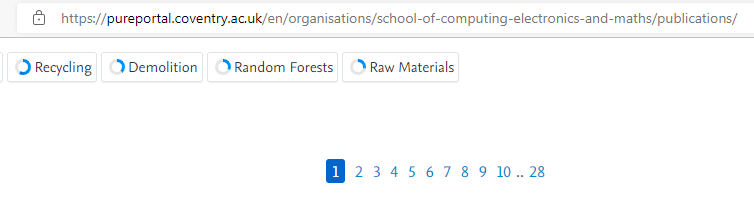 https://pureportal.coventry.ac.uk/en/organisations/school-of-computing-electronics-and-maths/publications/
Recycling Demolition Random Forests Raw Materials
1 2 3 4 5 6 7 8 9 10 .. 28